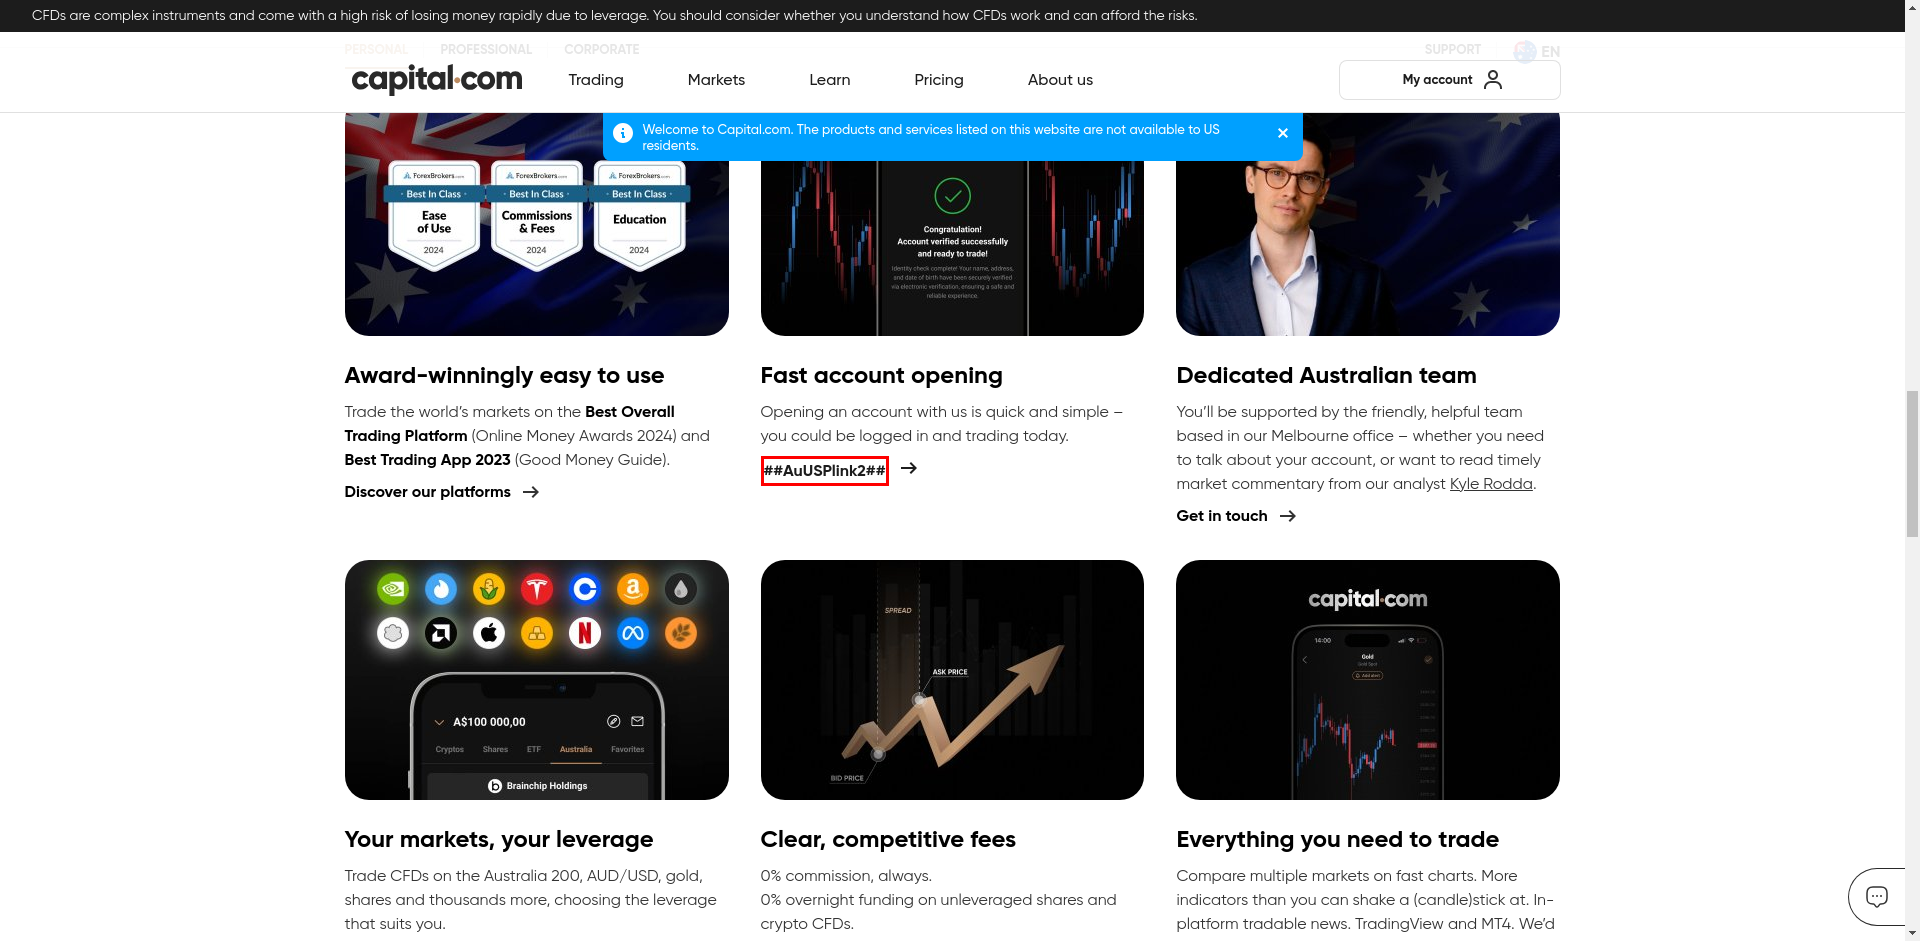 CFDs are complex instruments and come with a high risk of losing money rapidly due to leverage. You should consider whether you understand how CFDs work and can afford the risks.
PERSONAL PROFESSIONAL CORPORATE
SUPPORT EN
capital.com Trading Markets Learn Pricing About us My account
Welcome to Capital.com. The products and services listed on this website are not available to US
residents.
ForexBrokers.com ForexBrokers.com ForexBrokers.com
Best In Class Best In Class Best In Class
Ease
of Use
2024
Commissions
& Fees
2024
Education
2024
Congratulation!
Account verified successfully
and ready to trade!
Identity check complete! Your name, address,
and date of birth have been securely verified
via electronic verification, ensuring a safe and
reliable experience.
Award-winningly easy to use
Trade the world’s markets on the Best Overall
Trading Platform (Online Money Awards 2024) and
Best Trading App 2023 (Good Money Guide).
Discover our platforms
Fast account opening
Opening an account with us is quick and simple –
you could be logged in and trading today.
##AuUSPlink2##
Dedicated Australian team
You’ll be supported by the friendly, helpful team
based in our Melbourne office – whether you need
to talk about your account, or want to read timely
market commentary from our analyst Kyle Rodda.
Get in touch
A$100 000,00
Cryptos Shares ETF Australia Favorites
Brainchip Holdings
SPREAD
ASK PRICE
BID PRICE
capital.com
14:00
Gold
Gold Spot
Add alert
Your markets, your leverage
Trade CFDs on the Australia 200, AUD/USD, gold,
shares and thousands more, choosing the leverage
that suits you.
Clear, competitive fees
0% commission, always.
0% overnight funding on unleveraged shares and
crypto CFDs.
Everything you need to trade
Compare multiple markets on fast charts. More
indicators than you can shake a (candle)stick at. In-
platform tradable news. TradingView and MT4. We’d